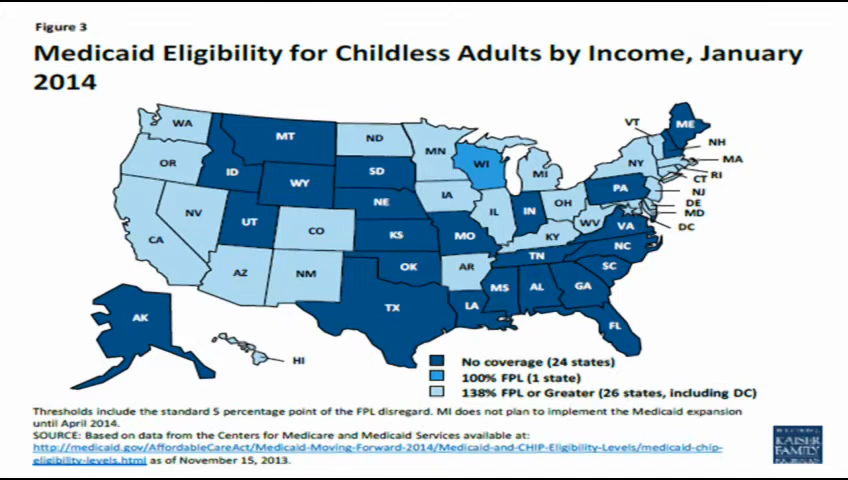 Figure 3
Medicaid Eligibility for Childless Adults by Income, January
2014
WA
MT
ND
MN
VT
ME
NH
OR
ID
WY
SD
WI
MI
NY
MA
RI
CT
NJ
DE
MD
DC
NV
UT
NE
IA
IL
IN
OH
PA
WV
VA
CA
CO
KS
MO
KY
NC
TN
SC
AZ
NM
OK
AR
MS
AL
GA
TX
LA
FL
AK
HI
No coverage (24 states)
100% FPL (1 state)
138% FPL or Greater (26 states, including DC)
Thresholds include the standard 5 percentage point of the FPL disregard. MI does not plan to implement the Medicaid expansion
until April 2014.
SOURCE: Based on data from the Centers for Medicare and Medicaid Services available at:
http://medicaid.gov/AffordableCareAct/Medicaid-Moving-Forward-2014/Medicaid-and-CHIP-Eligibility-Levels/medicaid-chip-
eligibility-levels.html as of November 15, 2013.
KAISER
FAMILY